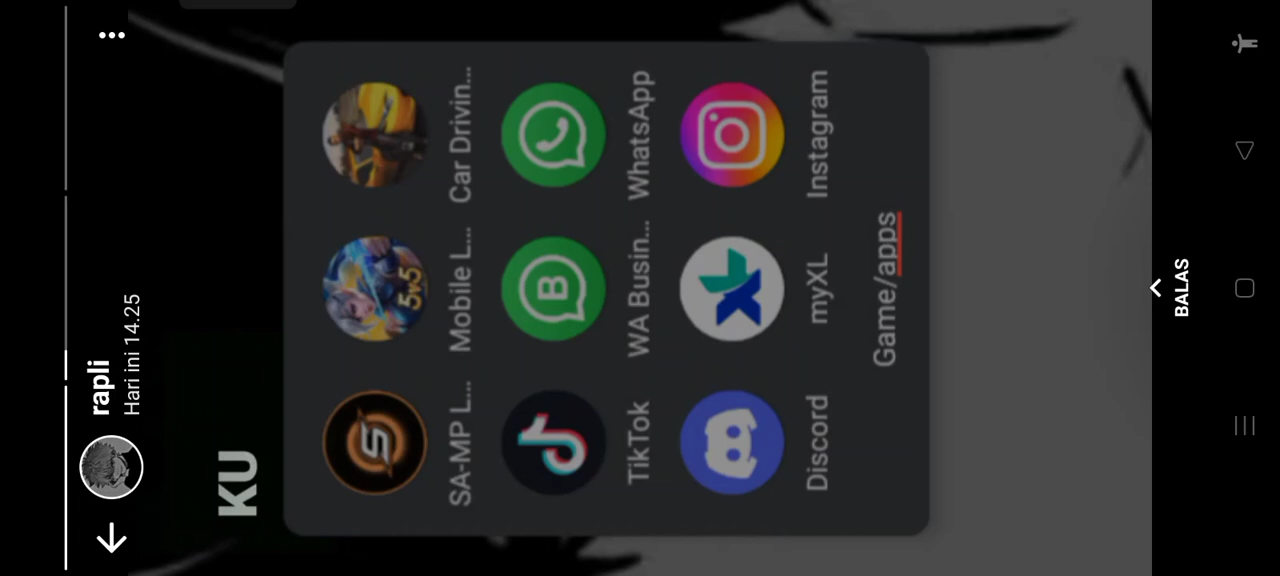 rapli
Hari ini 14.25
KU
SA-MP L... Mobile L... Car Drivin...
5v5
TikTok WA Busin... WhatsApp
B
Discord myXL Instagram
Game/apps
BALAS